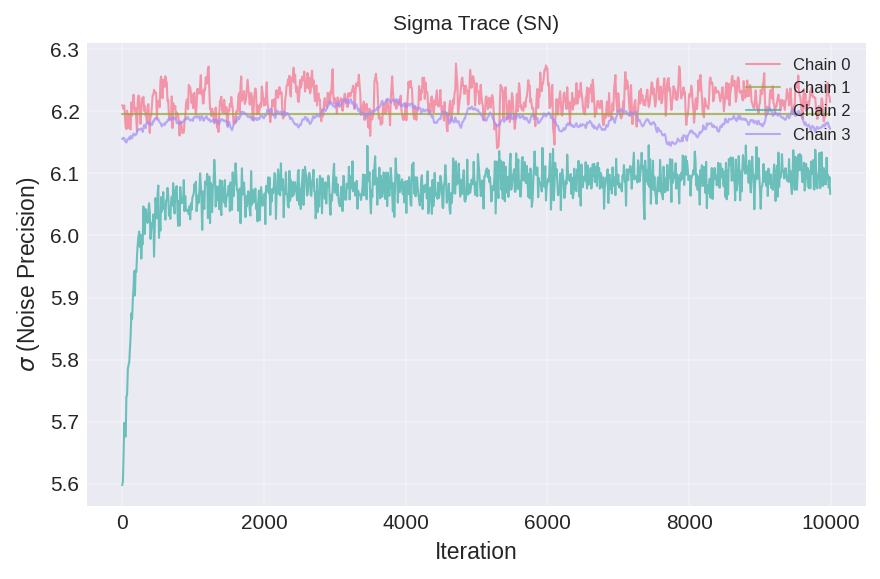 Sigma Trace (SN)
6.3
6.2
6.1
6.0
5.9
5.8
5.7
5.6
σ (Noise Precision)
Chain 0
Chain 1
Chain 2
Chain 3
0 2000 4000 6000 8000 10000
Iteration